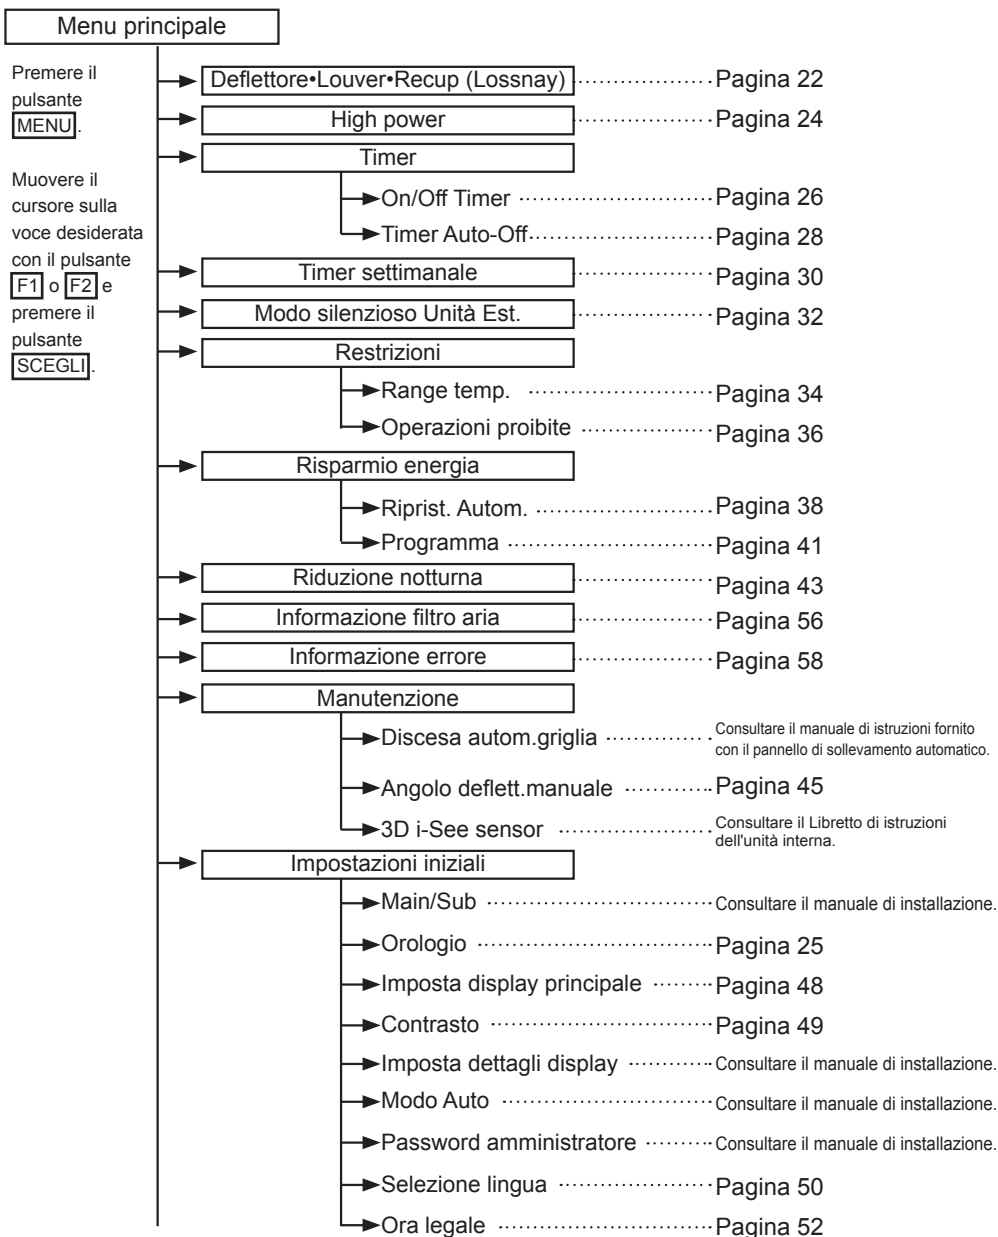 Menu principale
Premere il
pulsante
MENU.
Muovere il
cursore sulla
voce desiderata
con il pulsante
F1 o F2 e
premere il
pulsante
SCEGLI.
Deflettore•Louver•Recup (Lossnay) Pagina 22
High power Pagina 24
Timer
On/Off Timer Pagina 26
Timer Auto-Off Pagina 28
Timer settimanale Pagina 30
Modo silenzioso Unità Est. Pagina 32
Restrizioni
Range temp. Pagina 34
Operazioni proibite Pagina 36
Risparmio energia
Riprist. Autom. Pagina 38
Programma Pagina 41
Riduzione notturna Pagina 43
Informazione filtro aria Pagina 56
Informazione errore Pagina 58
Manutenzione
Discesa autom.griglia Consultare il manuale di istruzioni fornito
con il pannello di sollevamento automatico.
Angolo deflett.manuale Pagina 45
3D i-See sensor Consultare il Libretto di istruzioni
dell'unità interna.
Impostazioni iniziali
Main/Sub Consultare il manuale di installazione.
Orologio Pagina 25
Imposta display principale Pagina 48
Contrasto Pagina 49
Imposta dettagli display Consultare il manuale di installazione.
Modo Auto Consultare il manuale di installazione.
Password amministratore Consultare il manuale di installazione.
Selezione lingua Pagina 50
Ora legale Pagina 52